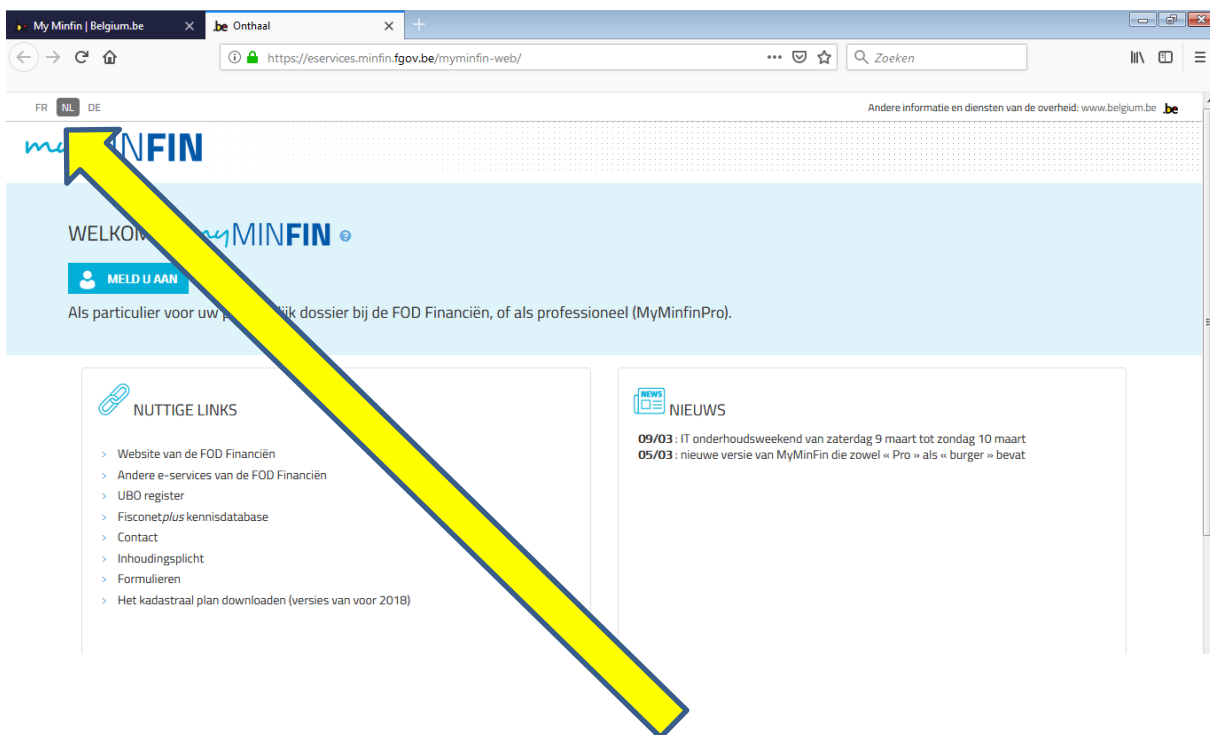 My Minfin | Belgium.be
.be Onthaal
https://eservices.minfin.fgov.be/myminfin-web/
Zoeken
FR NL DE
Andere informatie en diensten van de overheid: www.belgium.be .be
FIN
myMINFIN
MELD U AAN
Als particulier voor uw dossier bij de FOD Financiën, of als professioneel (MyMinfinPro).
NUTTIGE LINKS
Website van de FOD Financiën
Andere e-services van de FOD Financiën
UBO register
Fisconetplus kennisdatabase
Contact
Inhoudingsplicht
Formulieren
Het kadastraal plan downloaden (versies van voor 2018)
NEWS
NIEUWS
09/03 : IT onderhoudsweekend van zaterdag 9 maart tot zondag 10 maart
05/03 : nieuwe versie van MyMinFin die zowel « Pro » als « burger » bevat